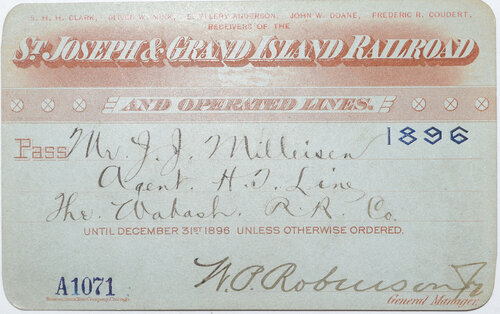 S. H. H. CLARK, OLIVER W. MINK, E. ELLERY ANDERSON, JOHN W. DOANE, FREDERIC R. COUDERT,
RECEIVERS OF THE
ST. JOSEPH & GRAND ISLAND RAILROAD
AND OPERATED LINES.
1896
Pass Mr. J. J. Milleisen
Agent. H. T. Line
The. Wabash. R. R. Co.
UNTIL DECEMBER 31ST 1896 UNLESS OTHERWISE ORDERED.
A1071
W. P. Robinson Jr
General Manager